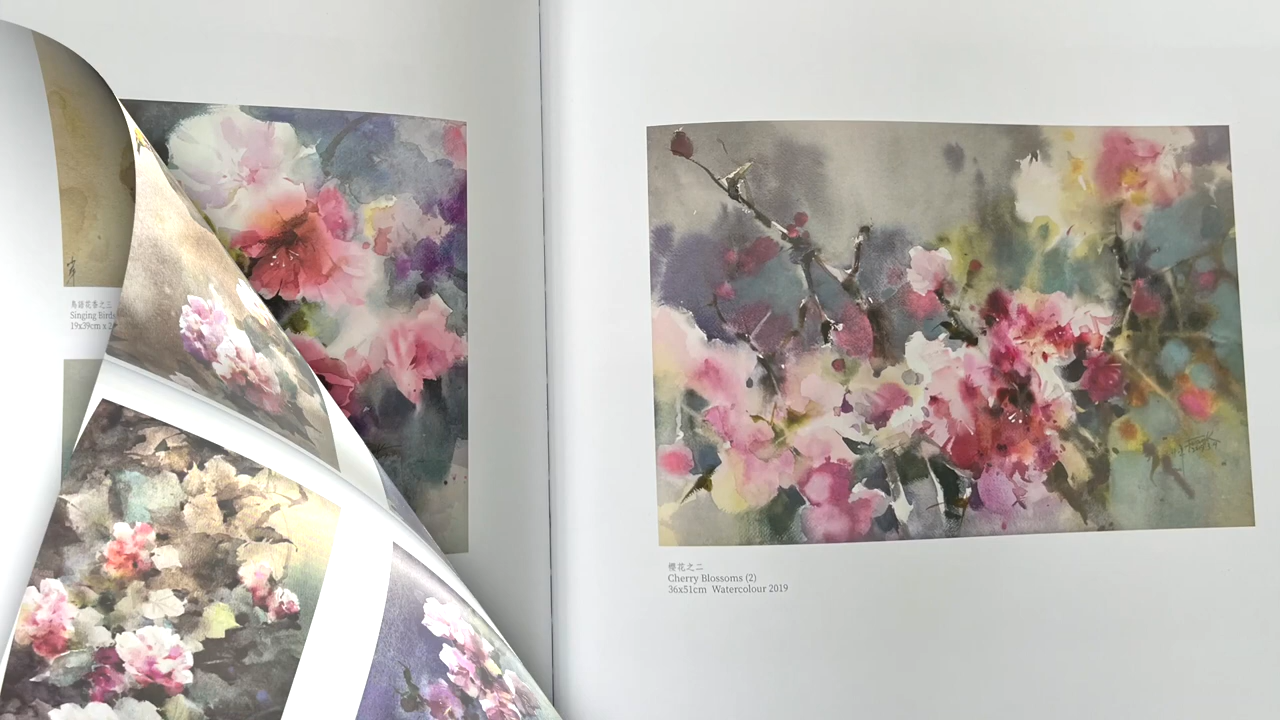 鳥語花香之三
Singing Birds
19x39cm x 2
櫻花之二
Cherry Blossoms (2)
36x51cm Watercolour 2019